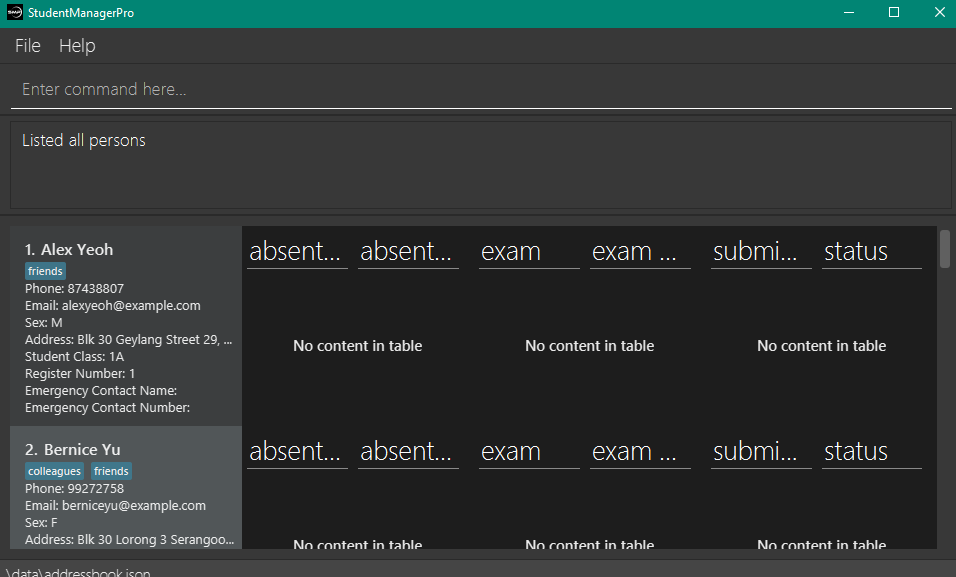 StudentManagerPro
File Help
Enter command here...
Listed all persons
1. Alex Yeoh
friends
Phone: 87438807
Email: alexyeoh@example.com
Sex: M
Address: Blk 30 Geylang Street 29, ...
Student Class: 1A
Register Number: 1
Emergency Contact Name:
Emergency Contact Number:
absent... absent... exam exam ... submi... status
No content in table No content in table No content in table
2. Bernice Yu
colleagues friends
Phone: 99272758
Email: berniceyu@example.com
Sex: F
Address: Blk 30 Lorong 3 Serangoo...
absent... absent... exam exam ... submi... status
No content in table No content in table No content in table
\data\addressbook.json